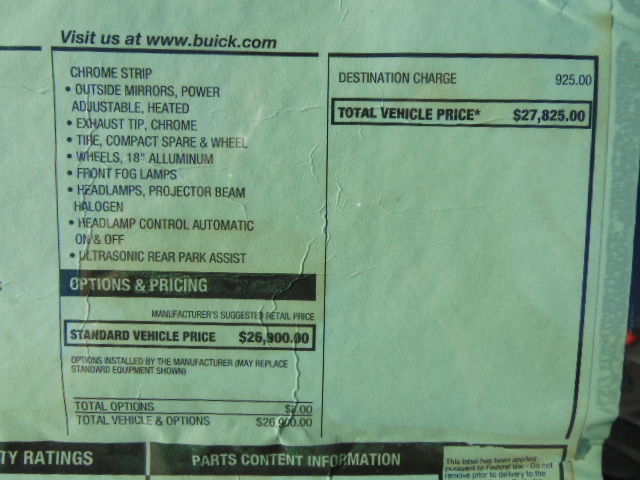 Visit us at www.buick.com
CHROME STRIP
• OUTSIDE MIRRORS, POWER
ADJUSTABLE, HEATED
• EXHAUST TIP, CHROME
• TIRE, COMPACT SPARE & WHEEL
• WHEELS, 18" ALLUMINUM
• FRONT FOG LAMPS
• HEADLAMPS, PROJECTOR BEAM
HALOGEN
• HEADLAMP CONTROL AUTOMATIC
ON & OFF
• ULTRASONIC REAR PARK ASSIST
OPTIONS & PRICING
MANUFACTURER'S SUGGESTED RETAIL PRICE
STANDARD VEHICLE PRICE $26,900.00
OPTIONS INSTALLED BY THE MANUFACTURER (MAY REPLACE
STANDARD EQUIPMENT SHOWN)
TOTAL OPTIONS $0.00
TOTAL VEHICLE & OPTIONS $26,900.00
DESTINATION CHARGE 925.00
TOTAL VEHICLE PRICE* $27,825.00
TY RATINGS
PARTS CONTENT INFORMATION
This label has been applied
pursuant to Federal law - Do not
remove prior to delivery to the